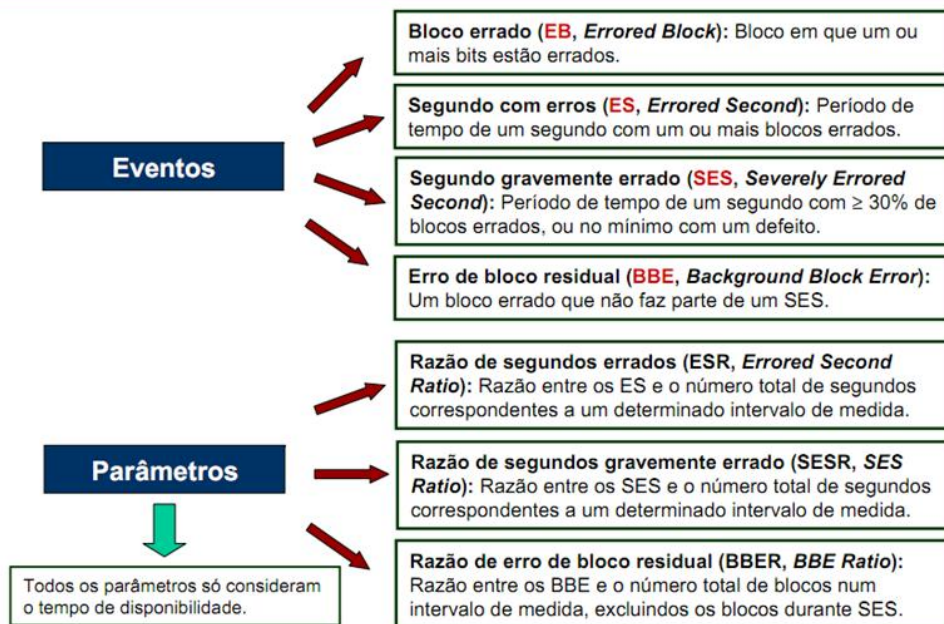 Bloco errado (EB, Errored Block): Bloco em que um ou
mais bits estão errados.
Segundo com erros (ES, Errored Second): Período de
tempo de um segundo com um ou mais blocos errados.
Eventos
Segundo gravemente errado (SES, Severely Errored
Second): Período de tempo de um segundo com ≥ 30% de
blocos errados, ou no mínimo com um defeito.
Erro de bloco residual (BBE, Background Block Error):
Um bloco errado que não faz parte de um SES.
Razão de segundos errados (ESR, Errored Second
Ratio): Razão entre os ES e o número total de segundos
correspondentes a um determinado intervalo de medida.
Parâmetros
Razão de segundos gravemente errado (SESR, SES
Ratio): Razão entre os SES e o número total de segundos
correspondentes a um determinado intervalo de medida.
Razão de erro de bloco residual (BBER, BBE Ratio):
Razão entre os BBE e o número total de blocos num
intervalo de medida, excluindo os blocos durante SES.
Todos os parâmetros só consideram
o tempo de disponibilidade.